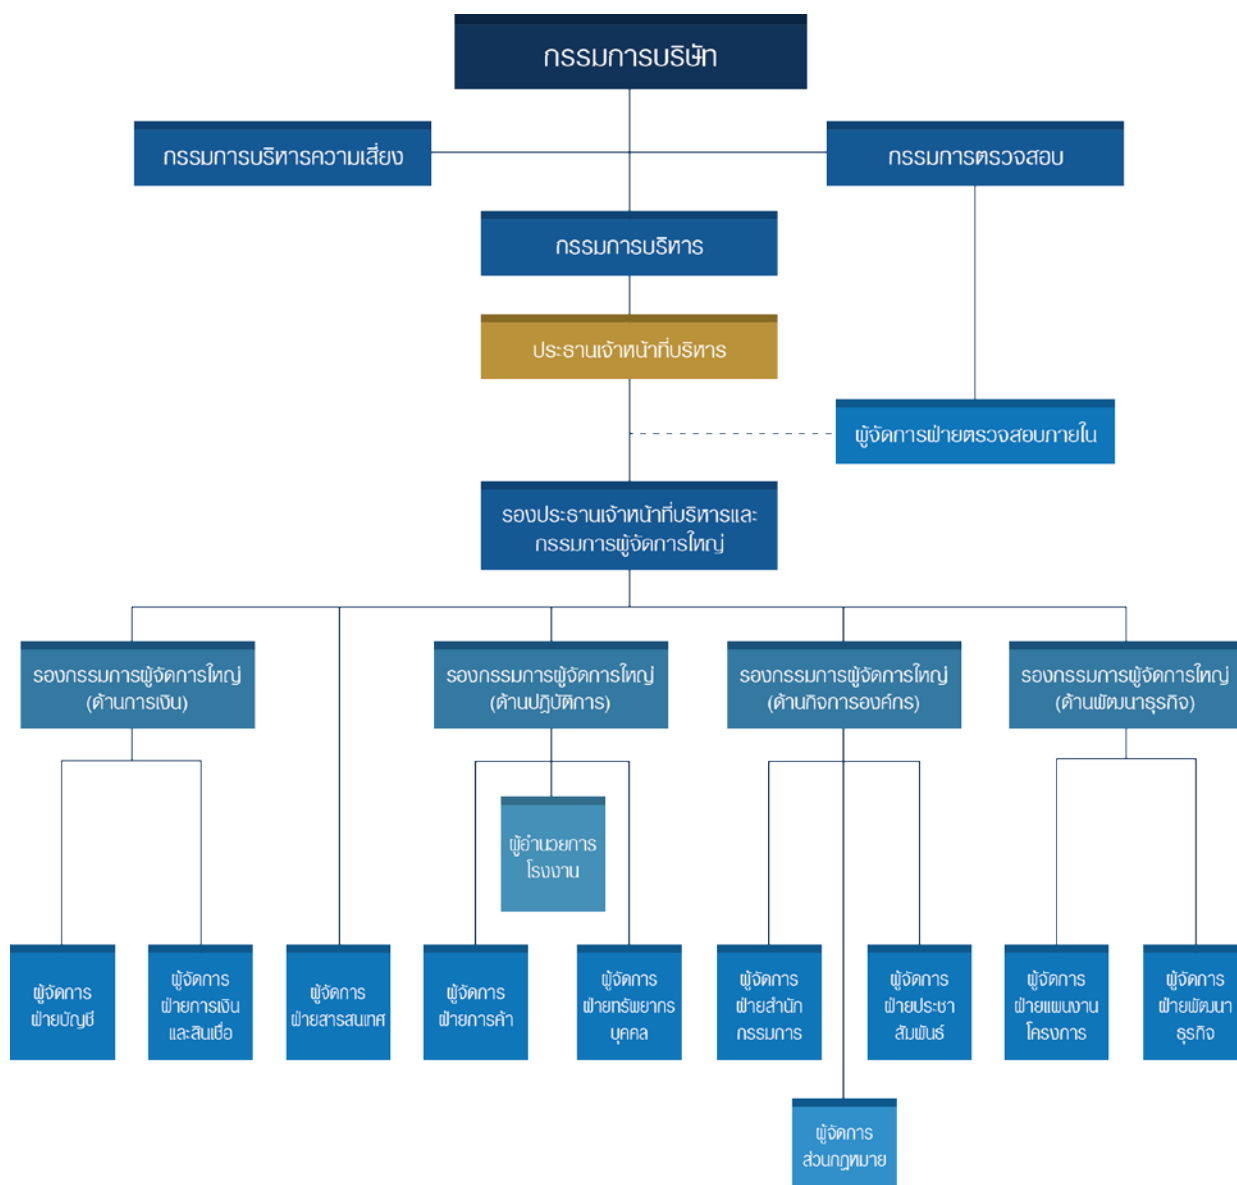 กรรมการบริษัท
กรรมการบริหารความเสี่ยง
กรรมการตรวจสอบ
กรรมการบริหาร
ประธานเจ้าหน้าที่บริหาร
ผู้จัดการฝ่ายตรวจสอบภายใน
รองประธานเจ้าหน้าที่บริหารและ
กรรมการผู้จัดการใหญ่
รองกรรมการผู้จัดการใหญ่
(ด้านการเงิน)
รองกรรมการผู้จัดการใหญ่
(ด้านปฏิบัติการ)
รองกรรมการผู้จัดการใหญ่
(ด้านกิจการองค์กร)
รองกรรมการผู้จัดการใหญ่
(ด้านพัฒนาธุรกิจ)
ผู้อำนวยการ
โรงงาน
ผู้จัดการ
ฝ่ายบัญชี
ผู้จัดการ
ฝ่ายการเงิน
และสินเชื่อ
ผู้จัดการ
ฝ่ายสารสนเทศ
ผู้จัดการ
ฝ่ายการค้า
ผู้จัดการ
ฝ่ายทรัพยากร
บุคคล
ผู้จัดการ
ฝ่ายสำนัก
กรรมการ
ผู้จัดการ
ฝ่ายประชา
สัมพันธ์
ผู้จัดการ
ฝ่ายแผนงาน
โครงการ
ผู้จัดการ
ฝ่ายพัฒนา
ธุรกิจ
ผู้จัดการ
ส่วนกฎหมาย